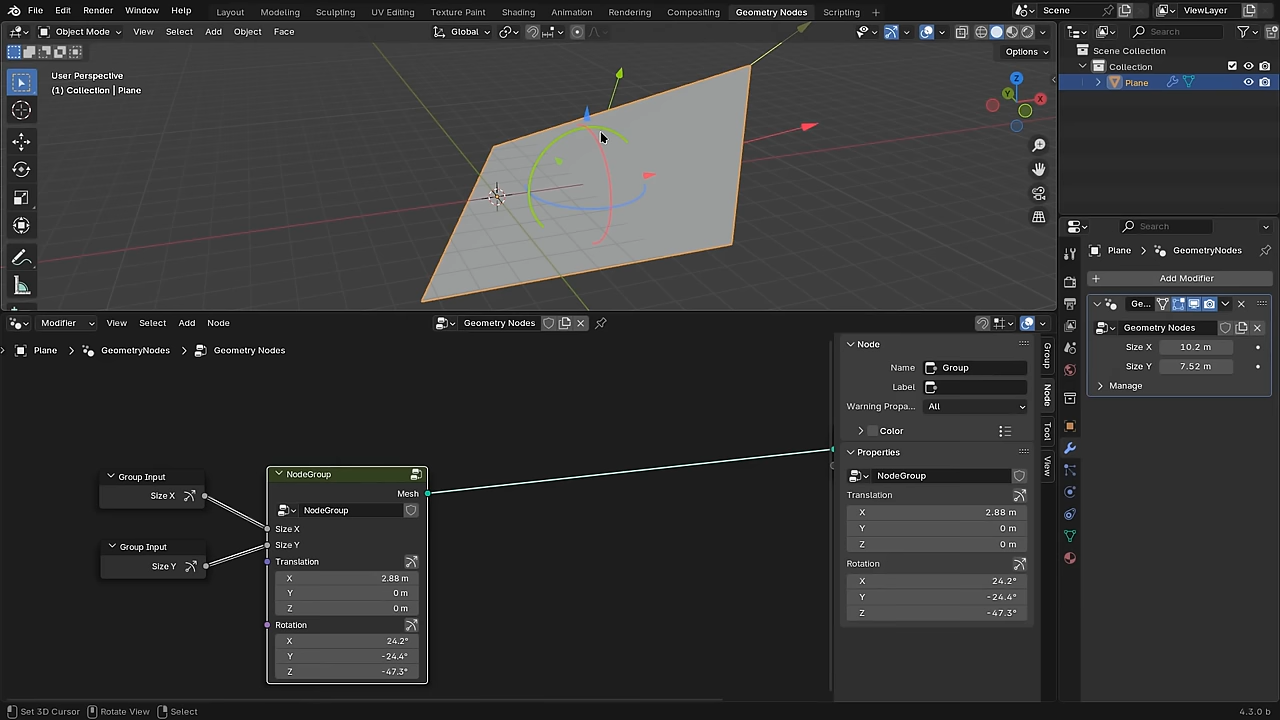 File Edit Render Window Help Layout Modeling Sculpting UV Editing Texture Paint Shading Animation Rendering Compositing Geometry Nodes Scripting + Scene ViewLayer
Object Mode View Select Add Object Face Global Search
Options
User Perspective
(1) Collection | Plane
Scene Collection
Collection
Plane
Z
Y
X
Search
Plane GeometryNodes
Add Modifier
Ge...
Geometry Nodes
Size X 10.2 m
Size Y 7.52 m
Manage
Modifier View Select Add Node Geometry Nodes
Plane GeometryNodes Geometry Nodes
Group Input
Size X
Group Input
Size Y
NodeGroup
Mesh
NodeGroup
Size X
Size Y
Translation
X 2.88 m
Y 0 m
Z 0 m
Rotation
X 24.2°
Y -24.4°
Z -47.3°
Node
Name Group
Label
Warning Propa... All
Color
Properties
NodeGroup
Translation
X 2.88 m
Y 0 m
Z 0 m
Rotation
X 24.2°
Y -24.4°
Z -47.3°
Group
Node
Tool
View
Set 3D Cursor Rotate View Select 4.3.0 b